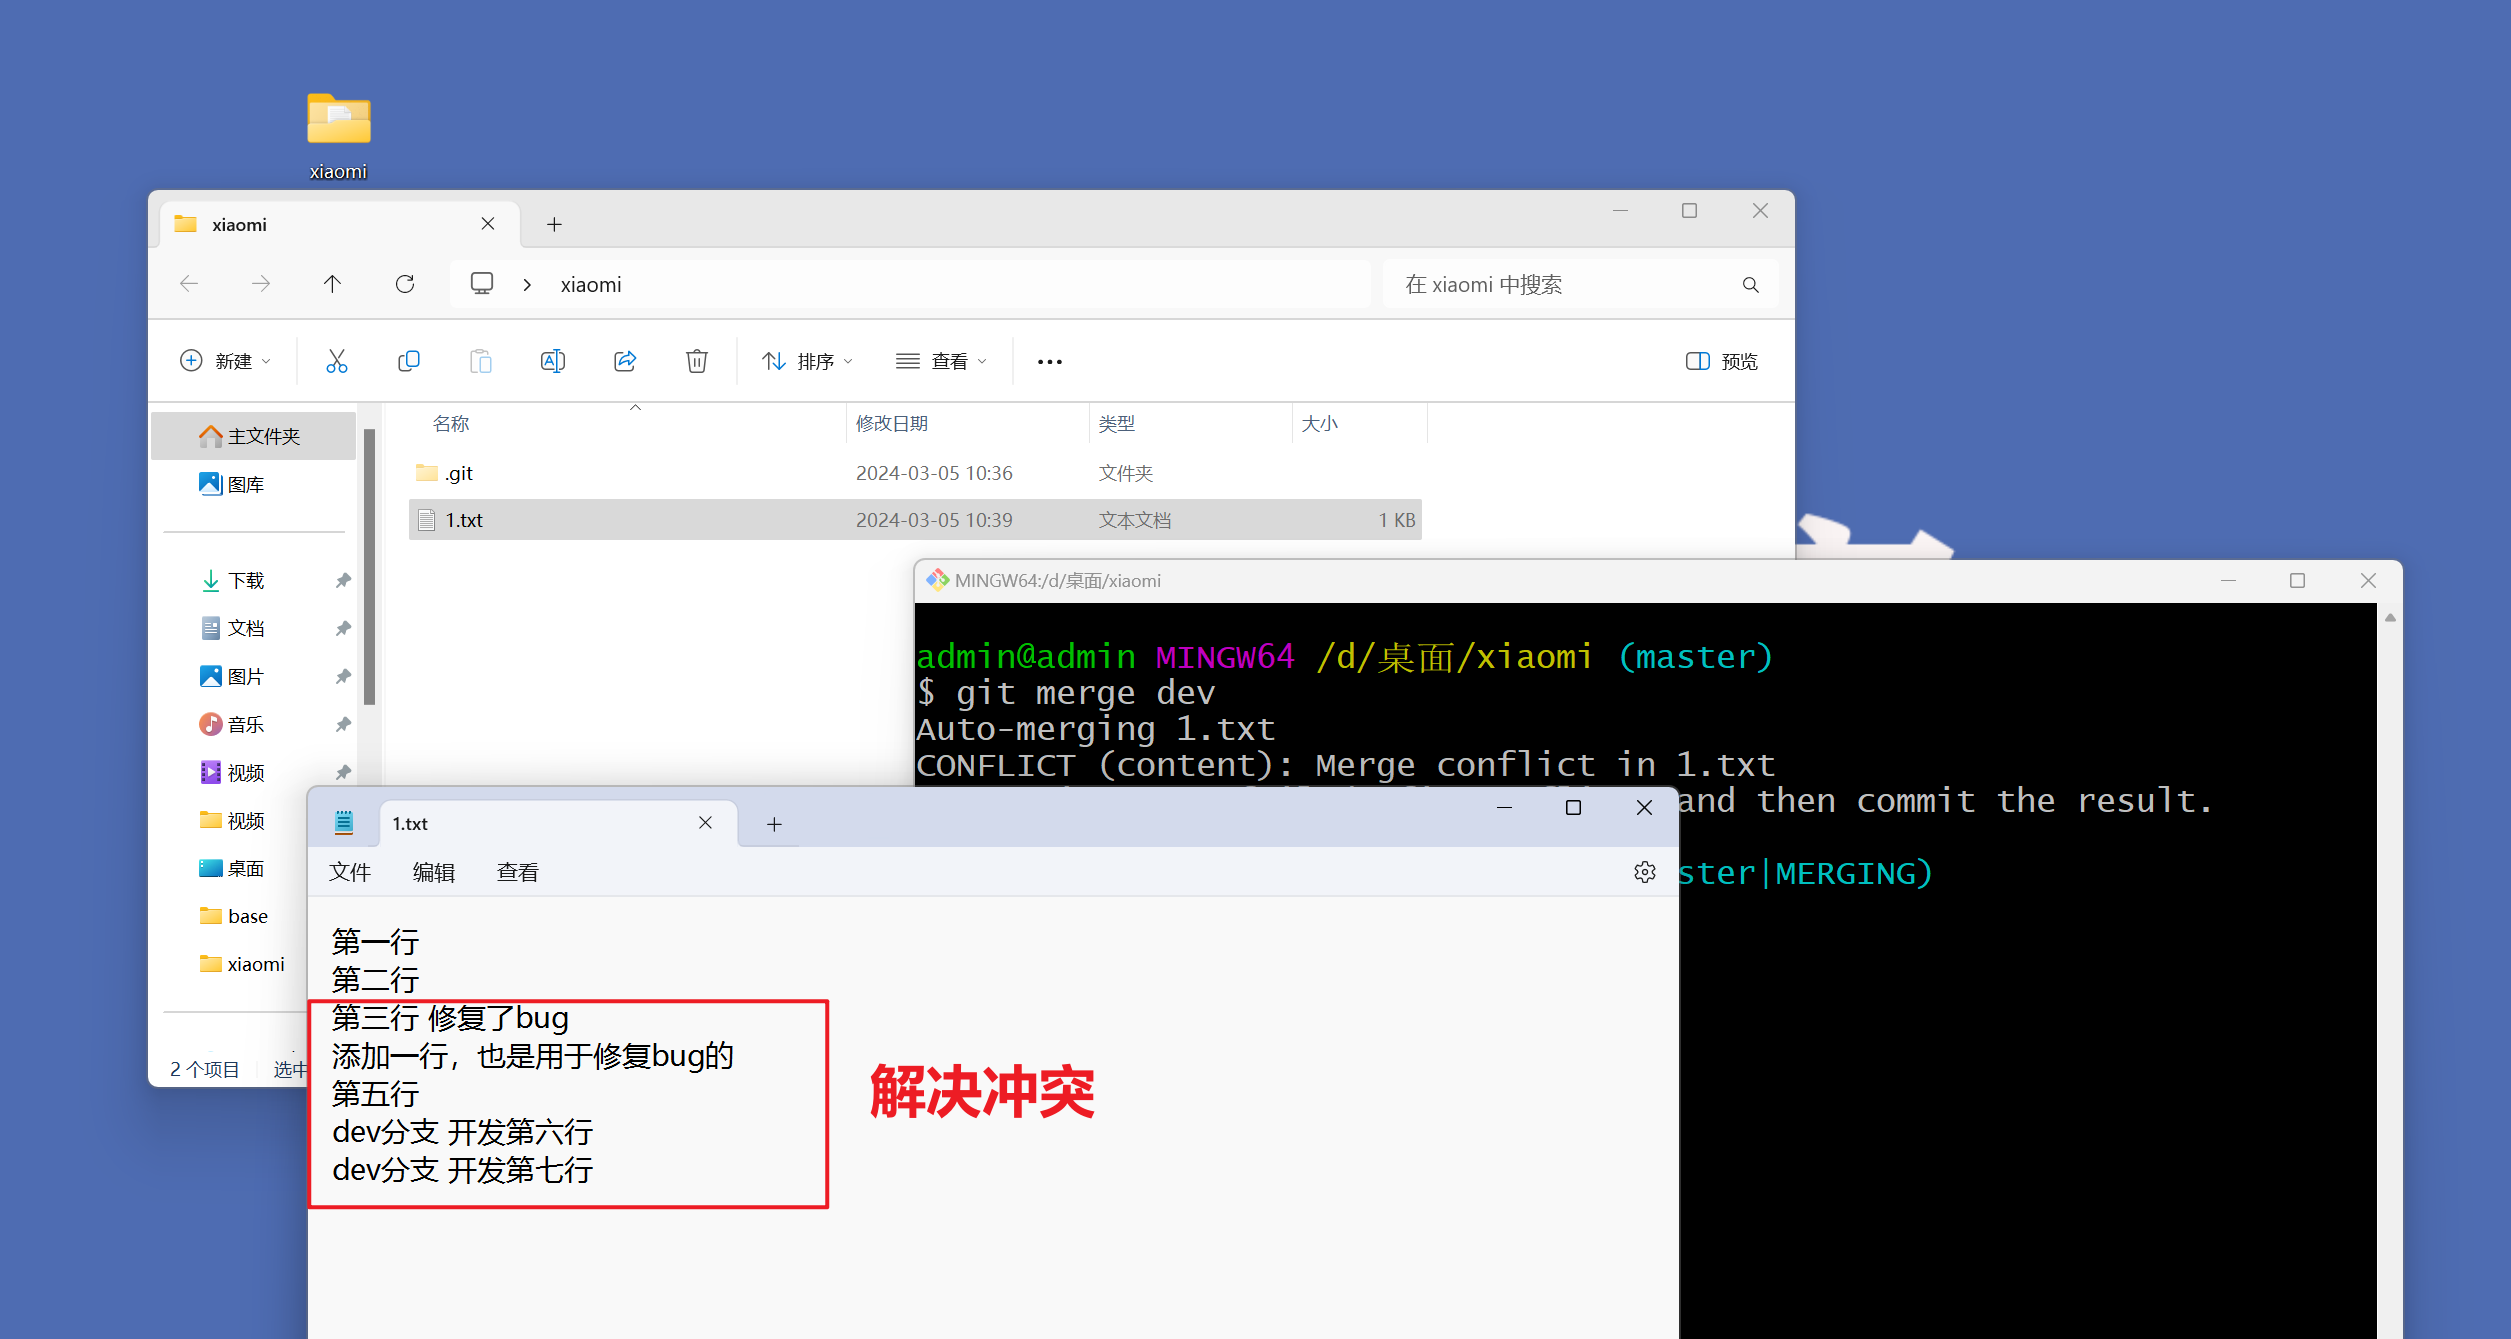 xiaomi
xiaomi
xiaomi
在 xiaomi 中搜索
新建
排序
查看
预览
名称 修改日期 类型 大小
.git 2024-03-05 10:36 文件夹
1.txt 2024-03-05 10:39 文本文档 1 KB
主文件夹
图库
下载
文档
图片
音乐
视频
视频
桌面
base
xiaomi
2 个项目 选中
MINGW64:/d/桌面/xiaomi
admin@admin MINGW64 /d/桌面/xiaomi (master)
$ git merge dev
Auto-merging 1.txt
CONFLICT (content): Merge conflict in 1.txt
and then commit the result.
ster|MERGING)
1.txt
文件 编辑 查看
第一行
第二行
第三行 修复了bug
添加一行，也是用于修复bug的
第五行
dev分支 开发第六行
dev分支 开发第七行
解决冲突